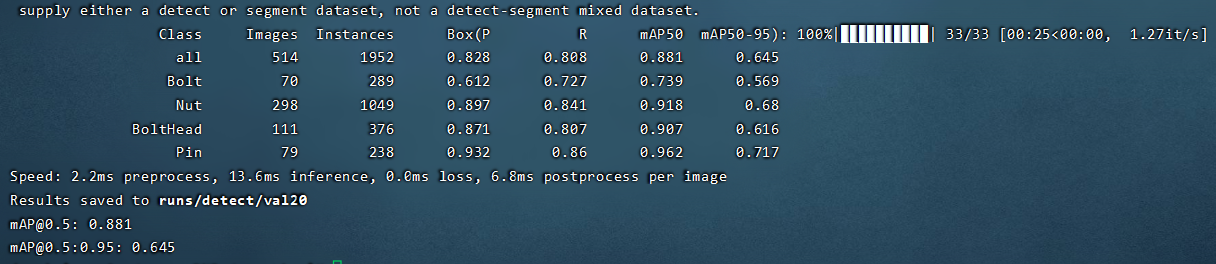 supply either a detect or segment dataset, not a detect-segment mixed dataset.
Class Images Instances Box(P R mAP50 mAP50-95): 100%|██████████| 33/33 [00:25<00:00, 1.27it/s]
all 514 1952 0.828 0.808 0.881 0.645
Bolt 70 289 0.612 0.727 0.739 0.569
Nut 298 1049 0.897 0.841 0.918 0.68
BoltHead 111 376 0.871 0.807 0.907 0.616
Pin 79 238 0.932 0.86 0.962 0.717
Speed: 2.2ms preprocess, 13.6ms inference, 0.0ms loss, 6.8ms postprocess per image
Results saved to runs/detect/val20
mAP@0.5: 0.881
mAP@0.5:0.95: 0.645